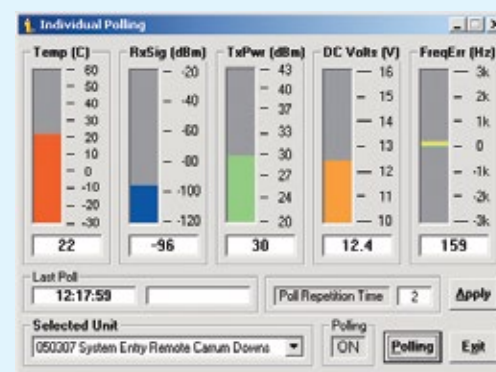 Individual Polling
Temp (C)
60
50
40
30
20
10
0
-10
-20
-30
22
RxSig (dBm)
-20
-40
-60
-80
-100
-120
-96
TxPwr (dBm)
43
40
37
33
30
27
24
20
30
DC Volts (V)
16
15
14
13
12
11
10
12.4
FreqErr (Hz)
3k
2k
1k
0
-1k
-2k
-3k
159
Last Poll
12:17:59
Poll Repetition Time 2
Apply
Selected Unit
050307 System Entry Remote Carrum Downs
Polling
ON
Polling
Exit